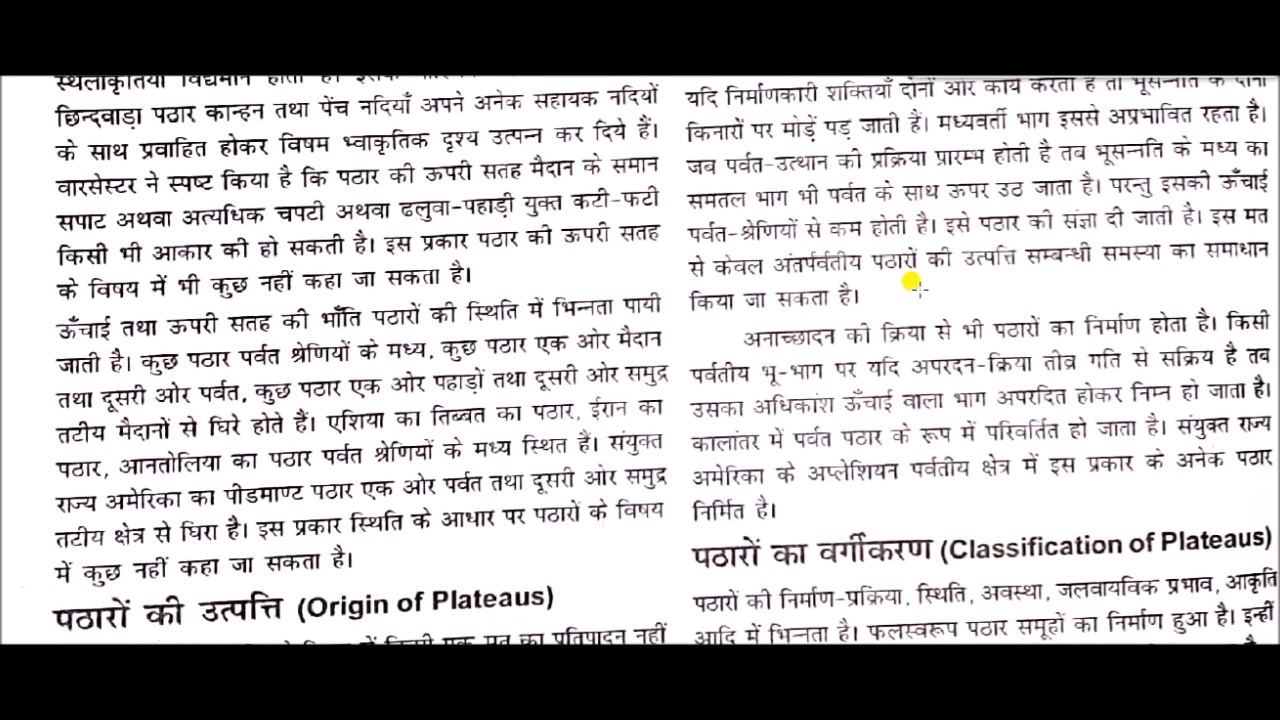 स्थलाकृतियाँ विद्यमान होती है।
छिन्दवाड़ा पठार कान्हन तथा पेंच नदियाँ अपने अनेक सहायक नदियों
के साथ प्रवाहित होकर विषम भ्वाकृतिक दृश्य उत्पन्न कर दिये हैं।
वारसेस्टर ने स्पष्ट किया है कि पठार की ऊपरी सतह मैदान के समान
सपाट अथवा अत्यधिक चपटी अथवा ढलुवा-पहाड़ी युक्त कटी-फटी
किसी भी आकार की हो सकती है। इस प्रकार पठार की ऊपरी सतह
के विषय में भी कुछ नहीं कहा जा सकता है।
ऊँचाई तथा ऊपरी सतह की भाँति पठारों की स्थिति में भिन्नता पायी
जाती है। कुछ पठार पर्वत श्रेणियों के मध्य, कुछ पठार एक ओर मैदान
तथा दूसरी ओर पर्वत, कुछ पठार एक ओर पहाड़ों तथा दूसरी ओर समुद्र
तटीय मैदानों से घिरे होते हैं। एशिया का तिब्बत का पठार, ईरान का
पठार, आनतोलिया का पठार पर्वत श्रेणियों के मध्य स्थित हैं। संयुक्त
राज्य अमेरिका का पीडमाण्ट पठार एक ओर पर्वत तथा दूसरी ओर समुद्र
तटीय क्षेत्र से घिरा है। इस प्रकार स्थिति के आधार पर पठारों के विषय
में कुछ नहीं कहा जा सकता है।
पठारों की उत्पत्ति (Origin of Plateaus)
में किसी एक मत का प्रतिपादन नहीं
यदि निर्माणकारी शक्तियाँ दोनों ओर कार्य करती है तो भूसन्नति के दोनों
किनारों पर मोड़ें पड़ जाती हैं। मध्यवर्ती भाग इससे अप्रभावित रहता है।
जब पर्वत-उत्थान की प्रक्रिया प्रारम्भ होती है तब भूसन्नति के मध्य का
समतल भाग भी पर्वत के साथ ऊपर उठ जाता है। परन्तु इसकी ऊँचाई
पर्वत-श्रेणियों से कम होती है। इसे पठार की संज्ञा दी जाती है। इस मत
से केवल अंतर्पर्वतीय पठारों की उत्पत्ति सम्बन्धी समस्या का समाधान
किया जा सकता है।
अनाच्छादन की क्रिया से भी पठारों का निर्माण होता है। किसी
पर्वतीय भू-भाग पर यदि अपरदन-क्रिया तीव्र गति से सक्रिय है तब
उसका अधिकांश ऊँचाई वाला भाग अपरदित होकर निम्न हो जाता है।
कालांतर में पर्वत पठार के रूप में परिवर्तित हो जाता है। संयुक्त राज्य
अमेरिका के अप्लेशियन पर्वतीय क्षेत्र में इस प्रकार के अनेक पठार
निर्मित है।
पठारों का वर्गीकरण (Classification of Plateaus)
पठारों की निर्माण-प्रक्रिया, स्थिति, अवस्था, जलवायविक प्रभाव, आकृति
आदि में भिन्नता है। फलस्वरूप पठार समूहों का निर्माण हुआ है। इन्हीं